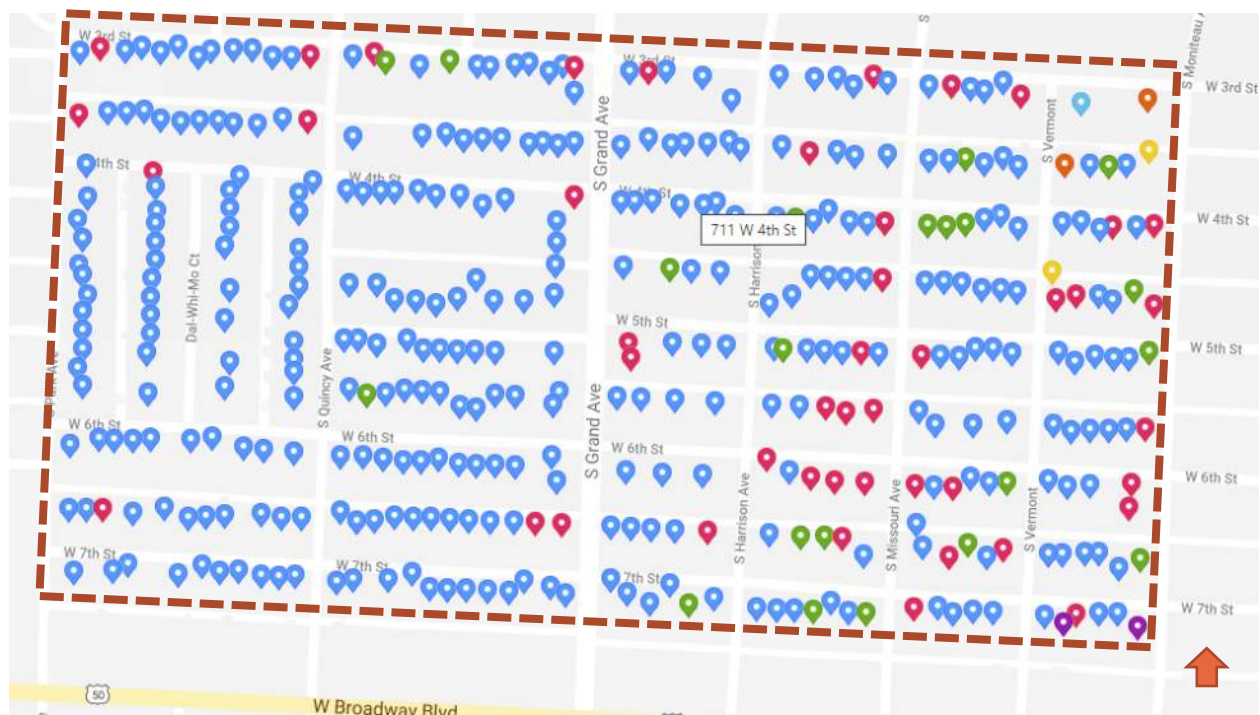 W 3rd St
W 3rd St
W 3rd St
S Moniteau A
S Grand Ave
S Vermont
4th St
W 4th St
W 4th St
W 4th St
711 W 4th St
S Harrison
Dal-Whi-Mo Ct
W 5th St
W 5th St
S Quincy Ave
S Grand Ave
W 6th St
W 6th St
W 6th St
W 6th St
S Harrison Ave
S Missouri Ave
S Vermont
W 7th St
W 7th St
7th St
W 7th St
50
W Broadway Blvd